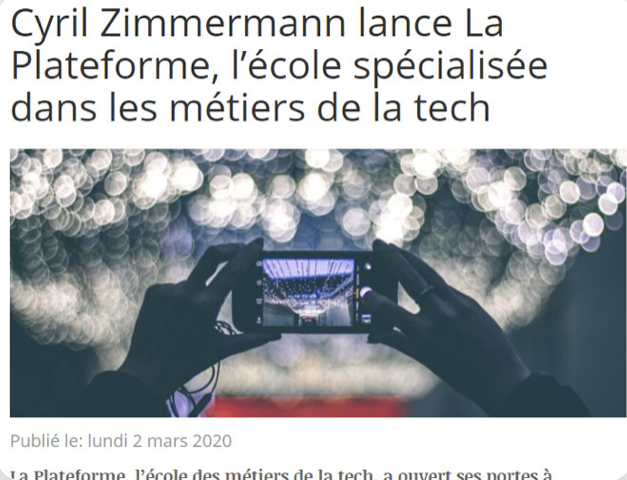 Cyril Zimmermann lance La
Plateforme, l’école spécialisée
dans les métiers de la tech
Publié le: lundi 2 mars 2020
La Plateforme, l’école des métiers de la tech, a ouvert ses portes à